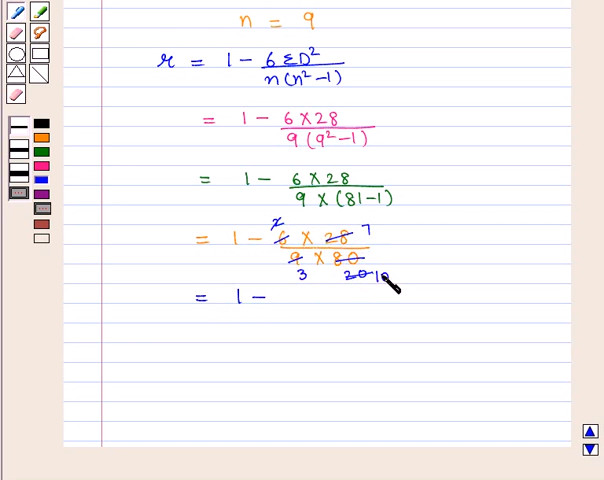 n = 9
r = 1 - 6 ΣD² / n(n² - 1)
= 1 - 6 × 28 / 9(9² - 1)
= 1 - 6 × 28 / 9 × (81 - 1)
2
= 1 - 6 × 28 7 / 9 × 80
3 20 10
= 1 -